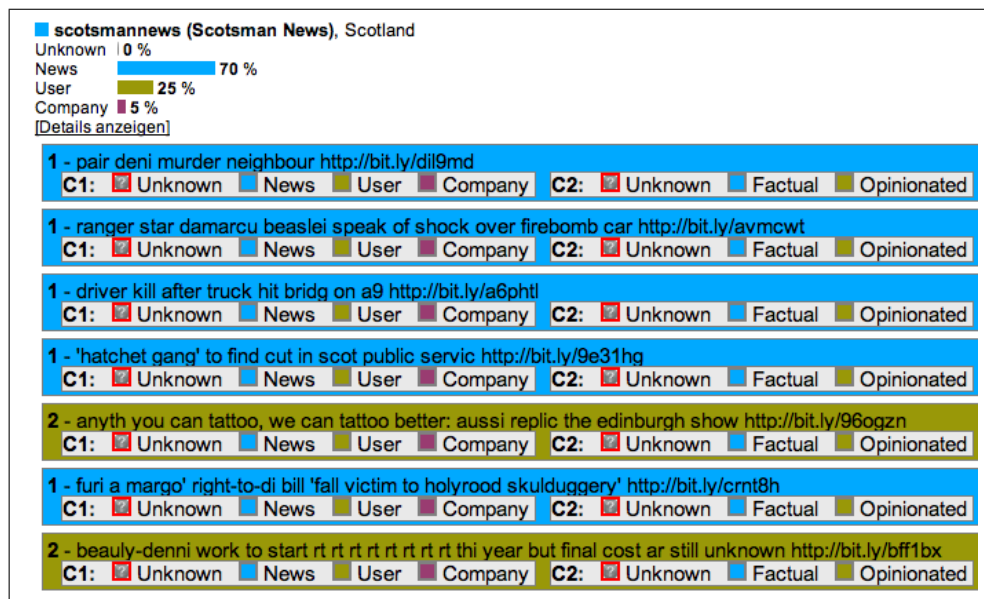 scotsmannews (Scotsman News), Scotland
Unknown 0 %
News 70 %
User 25 %
Company 5 %
[Details anzeigen]
1 - pair deni murder neighbour http://bit.ly/dil9md
C1: Unknown News User Company C2: Unknown Factual Opinionated
1 - ranger star damarcu beaslei speak of shock over firebomb car http://bit.ly/avmcwt
C1: Unknown News User Company C2: Unknown Factual Opinionated
1 - driver kill after truck hit bridg on a9 http://bit.ly/a6phtl
C1: Unknown News User Company C2: Unknown Factual Opinionated
1 - 'hatchet gang' to find cut in scot public servic http://bit.ly/9e31hg
C1: Unknown News User Company C2: Unknown Factual Opinionated
2 - anyth you can tattoo, we can tattoo better: aussi replic the edinburgh show http://bit.ly/96ogzn
C1: Unknown News User Company C2: Unknown Factual Opinionated
1 - furi a margo' right-to-di bill 'fall victim to holyrood skulduggery' http://bit.ly/crnt8h
C1: Unknown News User Company C2: Unknown Factual Opinionated
2 - beauly-denni work to start rt rt rt rt rt rt rt rt thi year but final cost ar still unknown http://bit.ly/bff1bx
C1: Unknown News User Company C2: Unknown Factual Opinionated